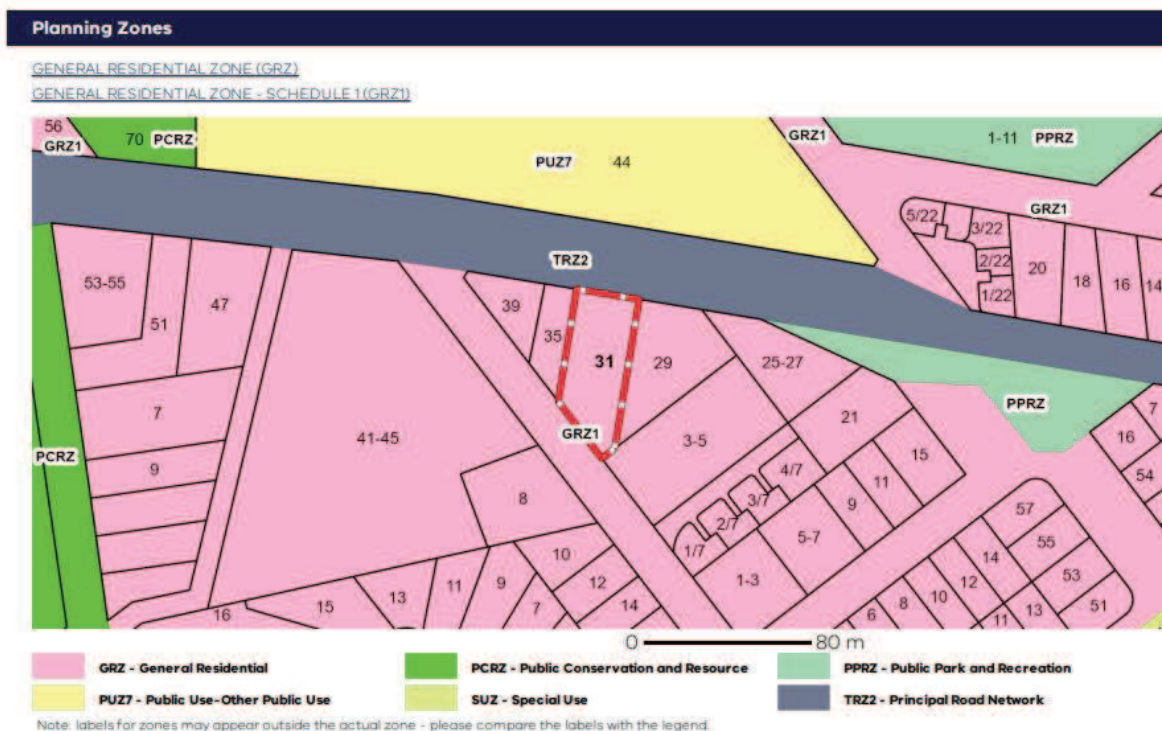 Planning Zones
GENERAL RESIDENTIAL ZONE (GRZ)
GENERAL RESIDENTIAL ZONE - SCHEDULE 1 (GRZ1)
56
GRZ1
70 PCRZ
PUZ7 44
GRZ1
1-11 PPRZ
GRZ1
5/22
3/22
2/22
1/22
20
18
16
14
TRZ2
53-55
51
47
39
35
31
29
25-27
PPRZ
7
9
PCRZ
41-45
GRZ1
3-5
21
15
11
9
4/7
3/7
2/7
1/7
5-7
1-3
8
10
12
14
16
15
13
11
9
7
7
16
54
57
55
53
51
14
12
10
8
6
13
11
0 80 m
GRZ - General Residential
PCRZ - Public Conservation and Resource
PPRZ - Public Park and Recreation
PUZ7 - Public Use-Other Public Use
SUZ - Special Use
TRZ2 - Principal Road Network
Note: labels for zones may appear outside the actual zone - please compare the labels with the legend.